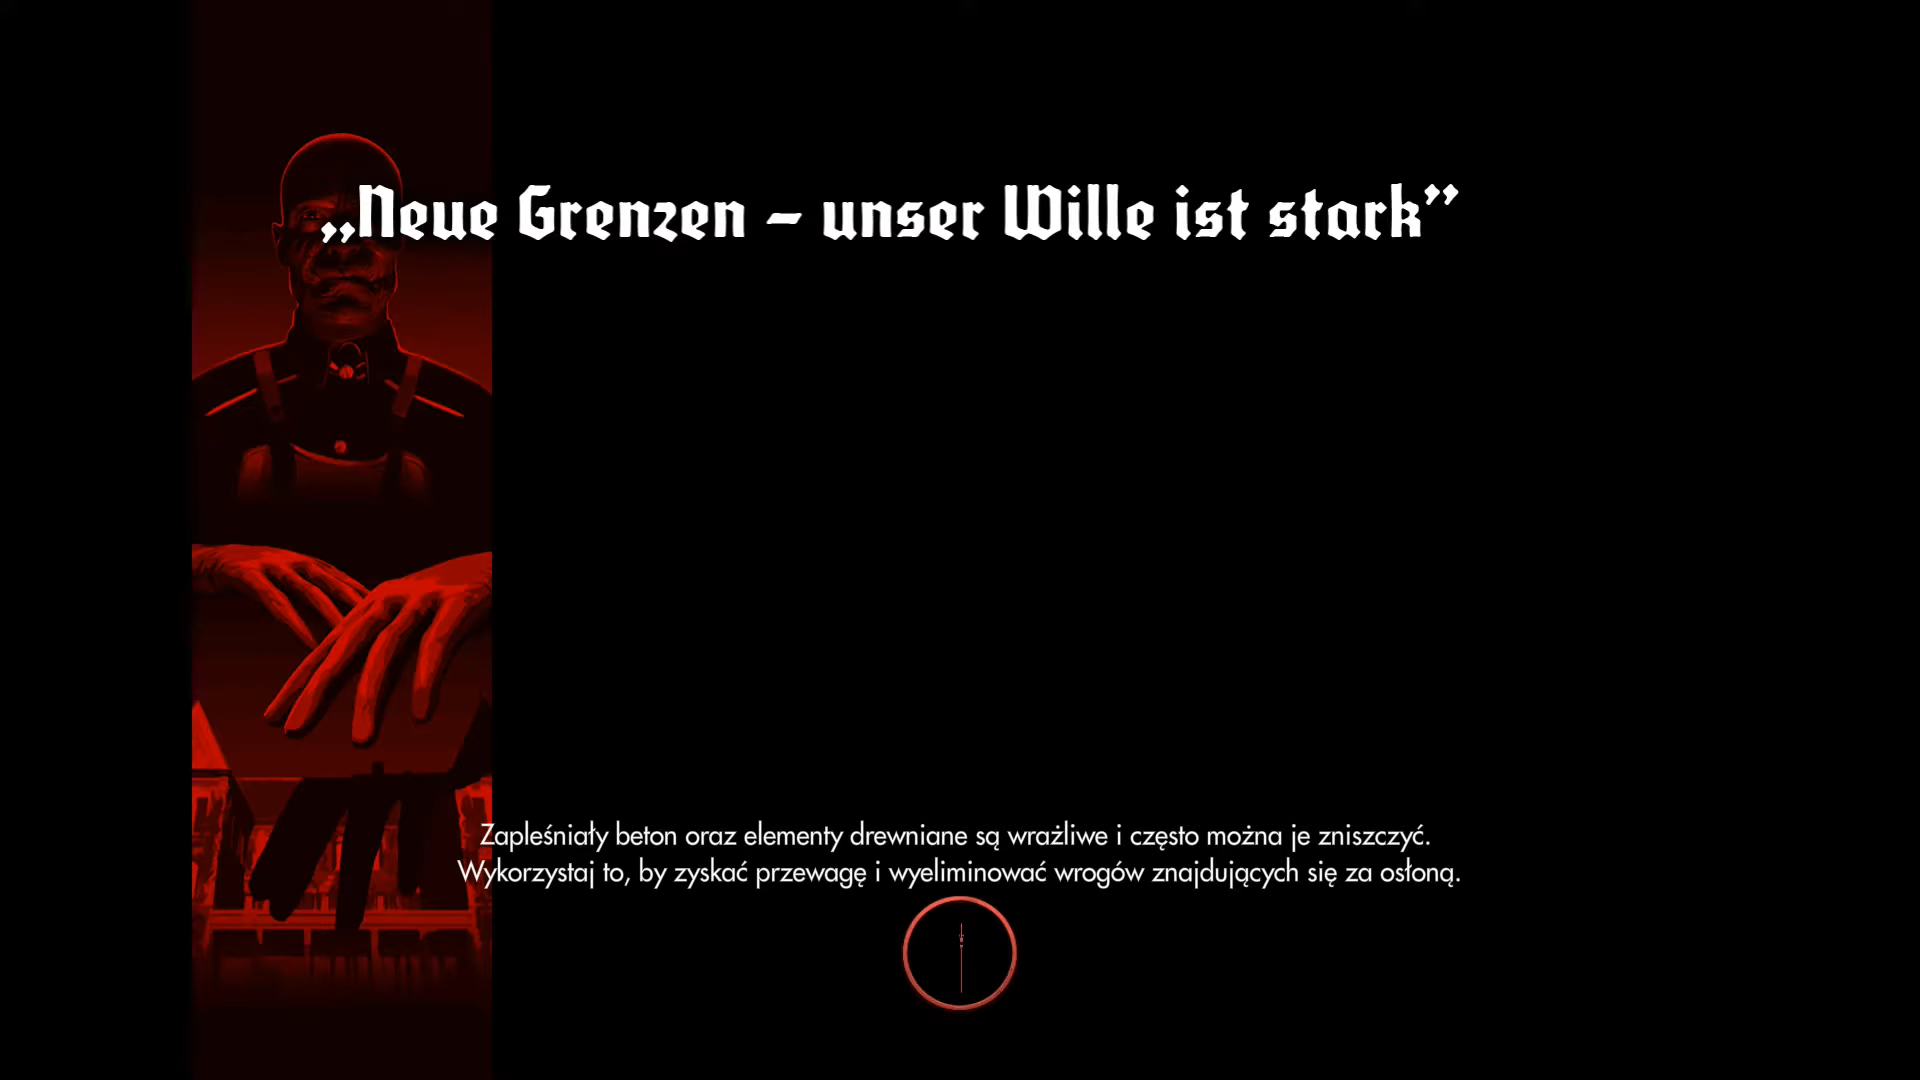 „Neue Grenzen – unser Wille ist stark”
Zapleśniały beton oraz elementy drewniane są wrażliwe i często można je zniszczyć.
Wykorzystaj to, by zyskać przewagę i wyeliminować wrogów znajdujących się za osłoną.